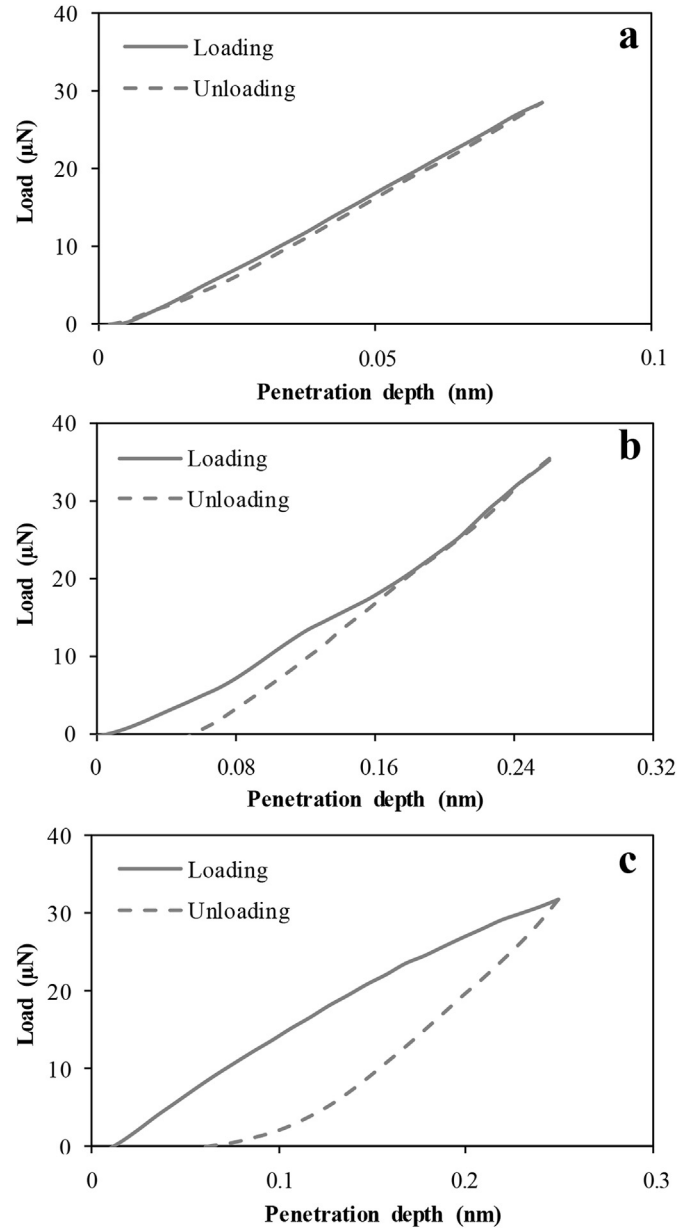 a
Loading
Unloading
Load (µN)
40
30
20
10
0
0 0.05 0.1
Penetration depth (nm)
b
Loading
Unloading
Load (µN)
40
30
20
10
0
0 0.08 0.16 0.24 0.32
Penetration depth (nm)
c
Loading
Unloading
Load (µN)
40
30
20
10
0
0 0.1 0.2 0.3
Penetration depth (nm)